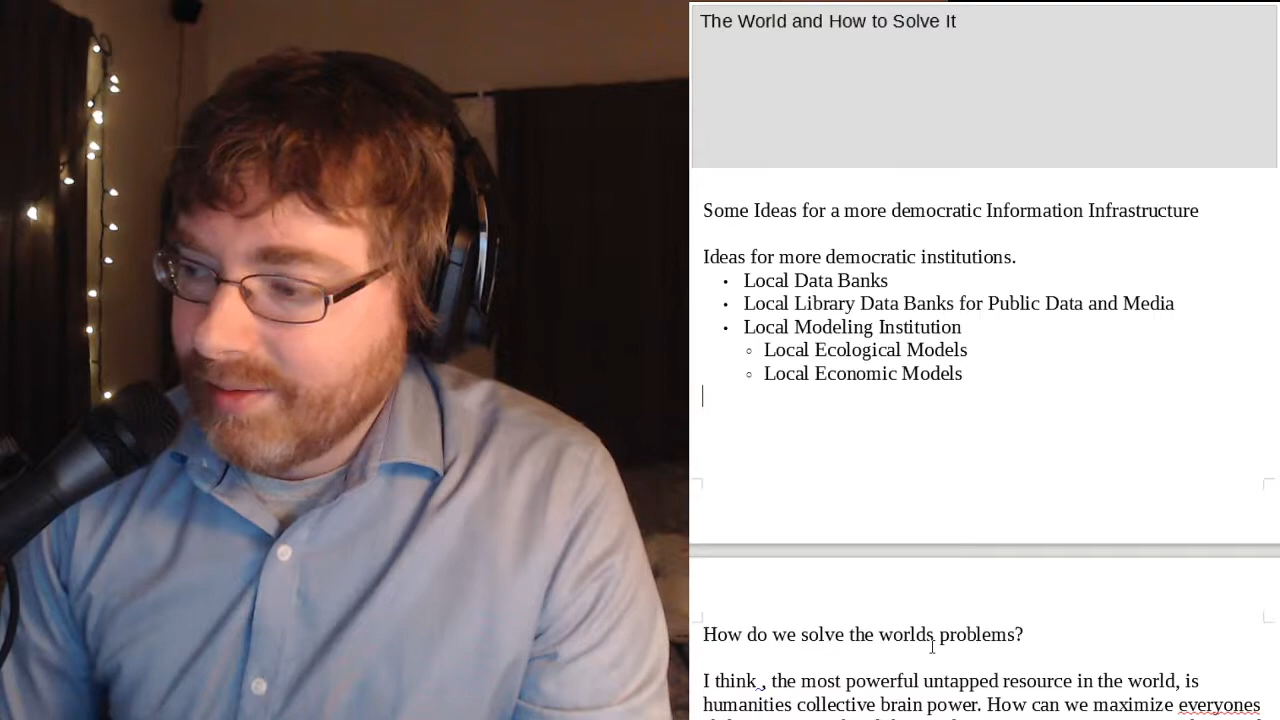 The World and How to Solve It
Some Ideas for a more democratic Information Infrastructure
Ideas for more democratic institutions.
• Local Data Banks
• Local Library Data Banks for Public Data and Media
• Local Modeling Institution
◦ Local Ecological Models
◦ Local Economic Models
How do we solve the worlds problems?
I think , the most powerful untapped resource in the world, is
humanities collective brain power. How can we maximize everyones